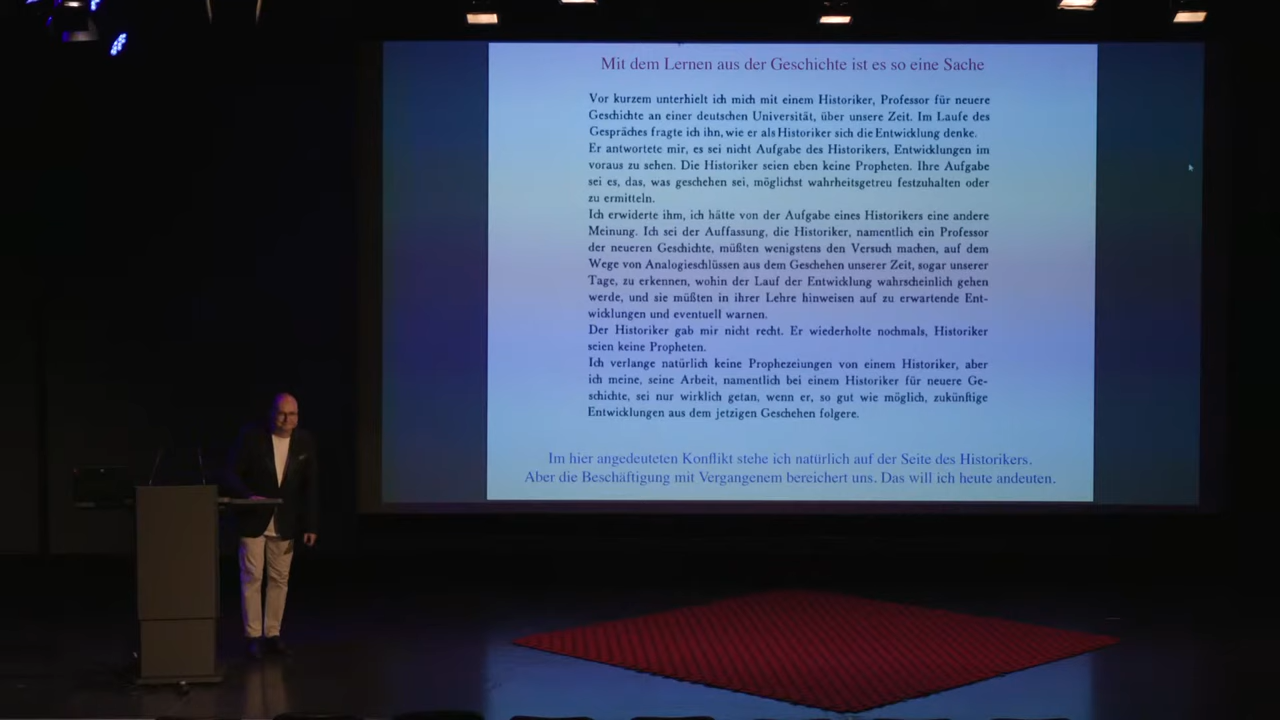 Mit dem Lernen aus der Geschichte ist es so eine Sache
Vor kurzem unterhielt ich mich mit einem Historiker, Professor für neuere
Geschichte an einer deutschen Universität, über unsere Zeit. Im Laufe des
Gespräches fragte ich ihn, wie er als Historiker sich die Entwicklung denke.
Er antwortete mir, es sei nicht Aufgabe des Historikers, Entwicklungen im
voraus zu sehen. Die Historiker seien eben keine Propheten. Ihre Aufgabe
sei es, das, was geschehen sei, möglichst wahrheitsgetreu festzuhalten oder
zu ermitteln.
Ich erwiderte ihm, ich hätte von der Aufgabe eines Historikers eine andere
Meinung. Ich sei der Auffassung, die Historiker, namentlich ein Professor
der neueren Geschichte, müßten wenigstens den Versuch machen, auf dem
Wege von Analogieschlüssen aus dem Geschehen unserer Zeit, sogar unserer
Tage, zu erkennen, wohin der Lauf der Entwicklung wahrscheinlich gehen
werde, und sie müßten in ihrer Lehre hinweisen auf zu erwartende Ent-
wicklungen und eventuell warnen.
Der Historiker gab mir nicht recht. Er wiederholte nochmals, Historiker
seien keine Propheten.
Ich verlange natürlich keine Prophezeiungen von einem Historiker, aber
ich meine, seine Arbeit, namentlich bei einem Historiker für neuere Ge-
schichte, sei nur wirklich getan, wenn er, so gut wie möglich, zukünftige
Entwicklungen aus dem jetzigen Geschehen folgere.
Im hier angedeuteten Konflikt stehe ich natürlich auf der Seite des Historikers.
Aber die Beschäftigung mit Vergangenem bereichert uns. Das will ich heute andeuten.